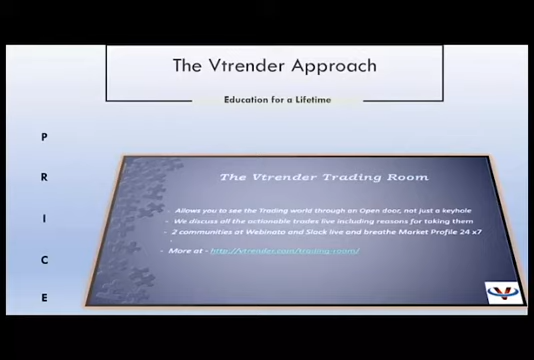 The Vtrender Approach
Education for a Lifetime
P
R
I
C
E
The Vtrender Trading Room
Allows you to see the Trading world through an Open door, not just a keyhole
- We discuss all the actionable trades live including reasons for taking them
- 2 communities at Webinato and Slack live and breathe Market Profile 24 x7
- More at - http://vtrender.com/trading-room/